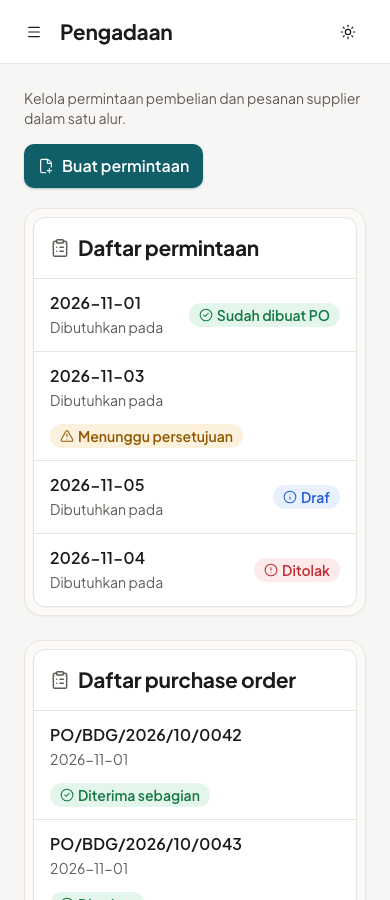 Pengadaan
Kelola permintaan pembelian dan pesanan supplier
dalam satu alur.
Buat permintaan
Daftar permintaan
2026-11-01
Dibutuhkan pada
Sudah dibuat PO
2026-11-03
Dibutuhkan pada
Menunggu persetujuan
2026-11-05
Dibutuhkan pada
Draf
2026-11-04
Dibutuhkan pada
Ditolak
Daftar purchase order
PO/BDG/2026/10/0042
2026-11-01
Diterima sebagian
PO/BDG/2026/10/0043
2026-11-01